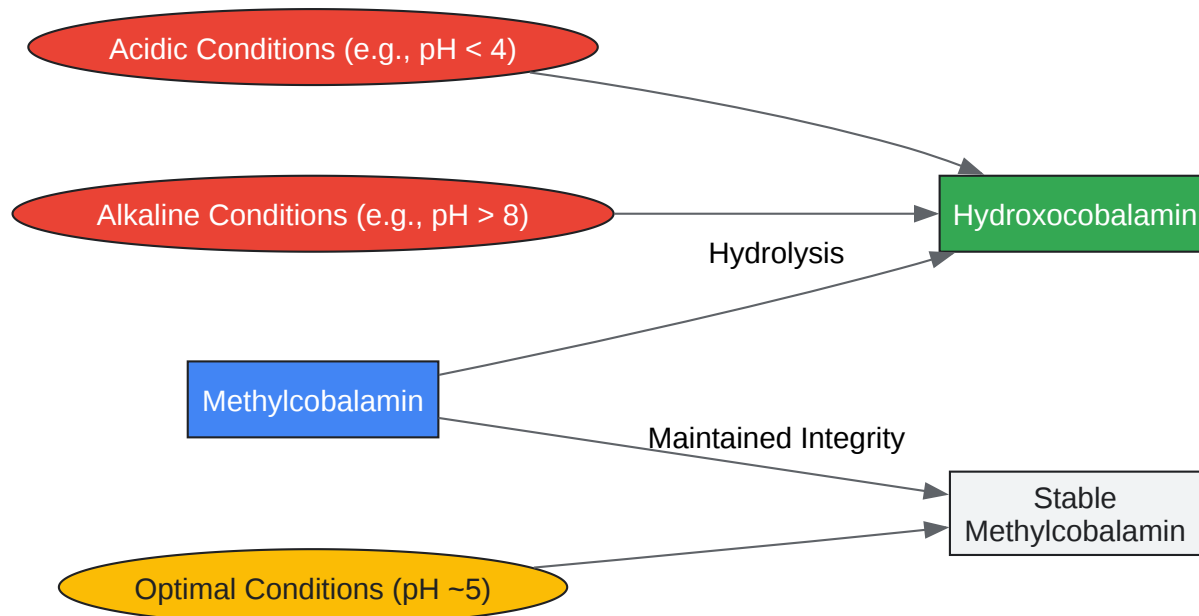 Acidic Conditions (e.g., pH < 4)
Alkaline Conditions (e.g., pH > 8)
Hydroxocobalamin
Hydrolysis
Methylcobalamin
Maintained Integrity
Stable
Methylcobalamin
Optimal Conditions (pH ~5)